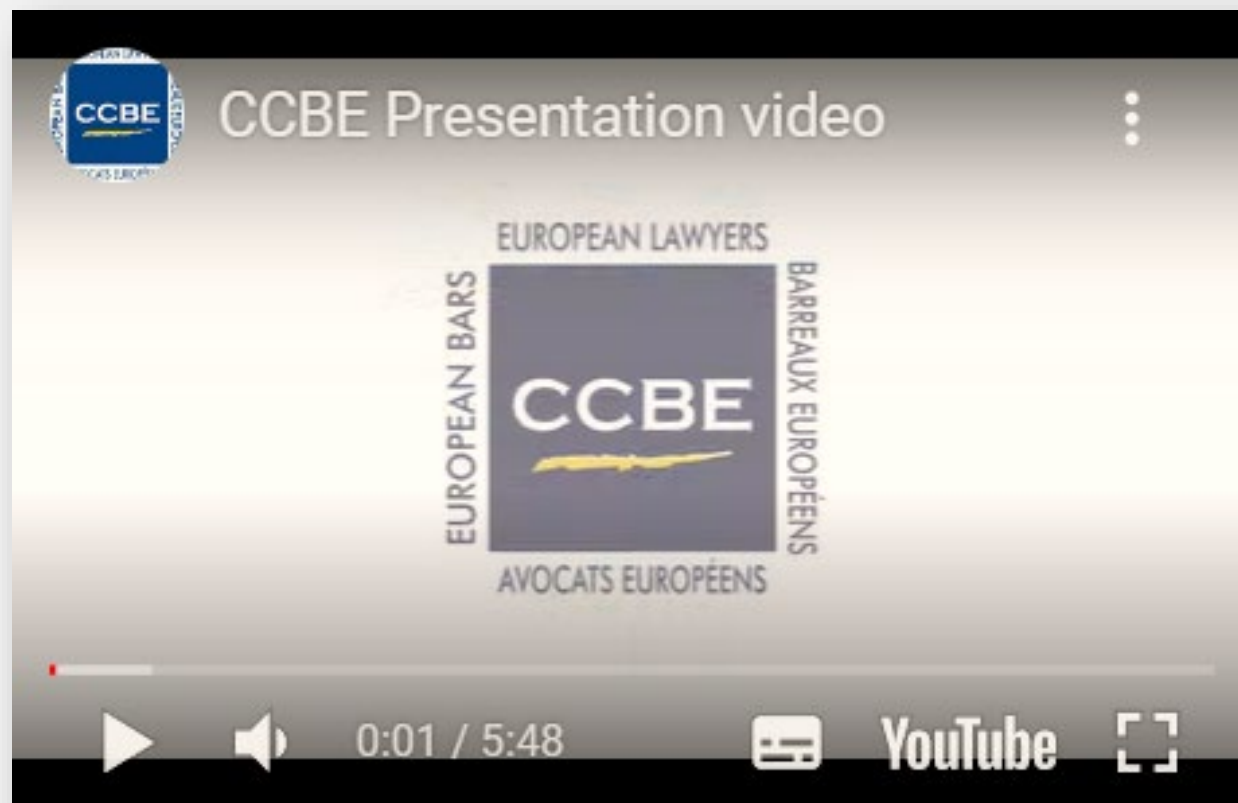 CCBE
CCBE Presentation video
EUROPEAN LAWYERS
EUROPEAN BARS
CCBE
BARREAUX EUROPÉENS
AVOCATS EUROPÉENS
0:01 / 5:48
YouTube